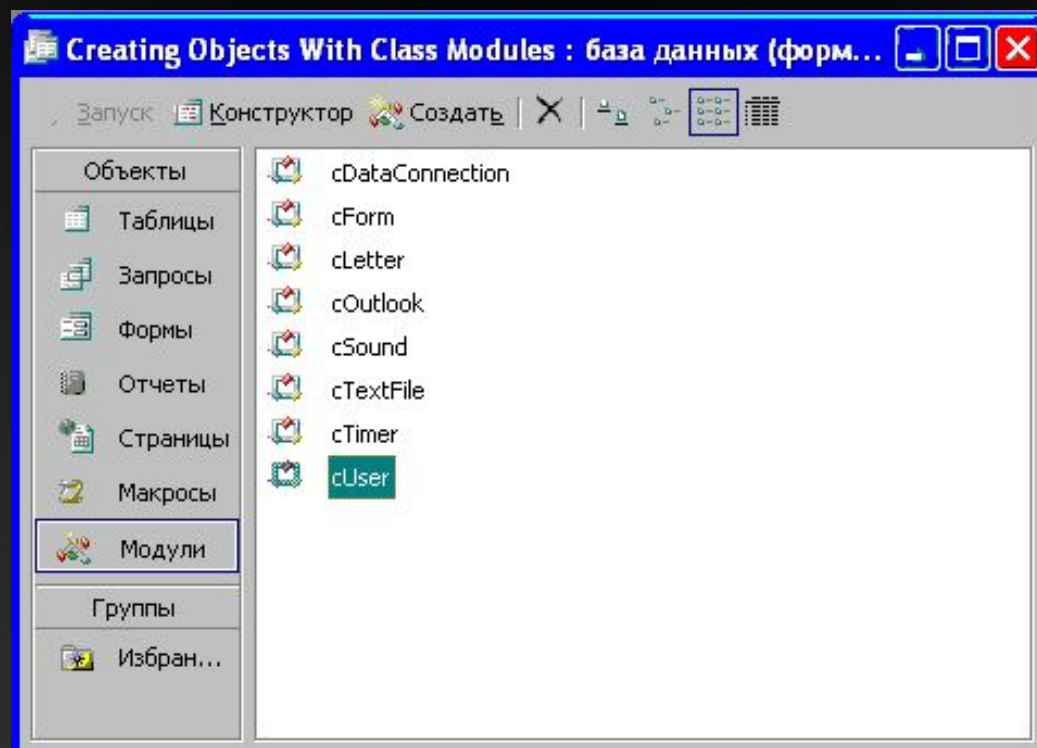 Creating Objects With Class Modules : база данных (форм...
Запуск Конструктор Создать
Объекты
Таблицы
Запросы
Формы
Отчеты
Страницы
Макросы
Модули
Группы
Избран...
cDataConnection
cForm
cLetter
cOutlook
cSound
cTextFile
cTimer
cUser